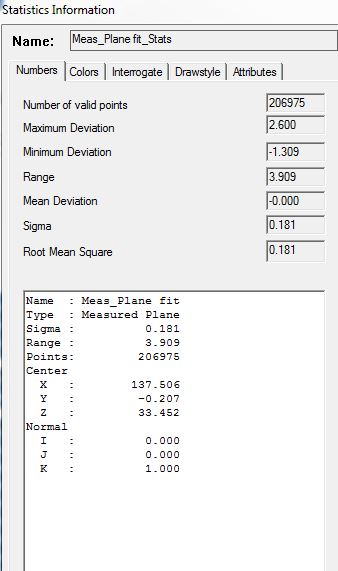 Statistics Information
Name: Meas_Plane fit_Stats
Numbers Colors Interrogate Drawstyle Attributes
Number of valid points 206975
Maximum Deviation 2.600
Minimum Deviation -1.309
Range 3.909
Mean Deviation -0.000
Sigma 0.181
Root Mean Square 0.181
Name : Meas_Plane fit
Type : Measured Plane
Sigma : 0.181
Range : 3.909
Points: 206975
Center
X : 137.506
Y : -0.207
Z : 33.452
Normal
I : 0.000
J : 0.000
K : 1.000